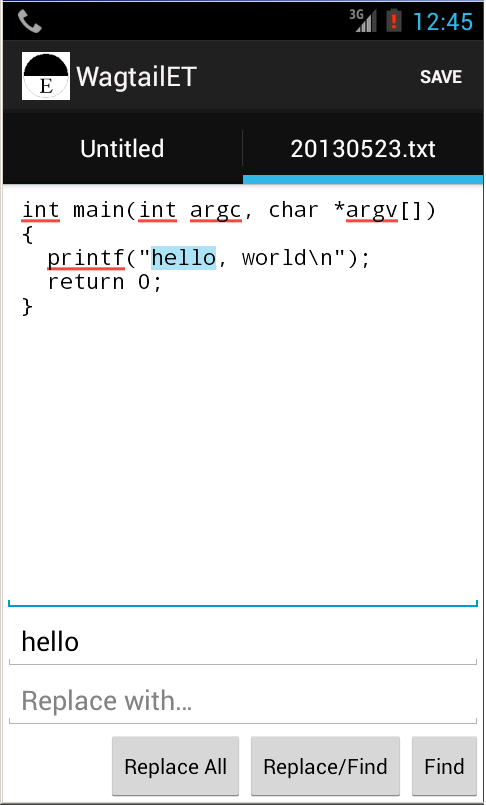 3G 12:45
E WagtailET SAVE
Untitled 20130523.txt
int main(int argc, char *argv[])
{
  printf("hello, world\n");
  return 0;
}
hello
Replace with...
Replace All Replace/Find Find